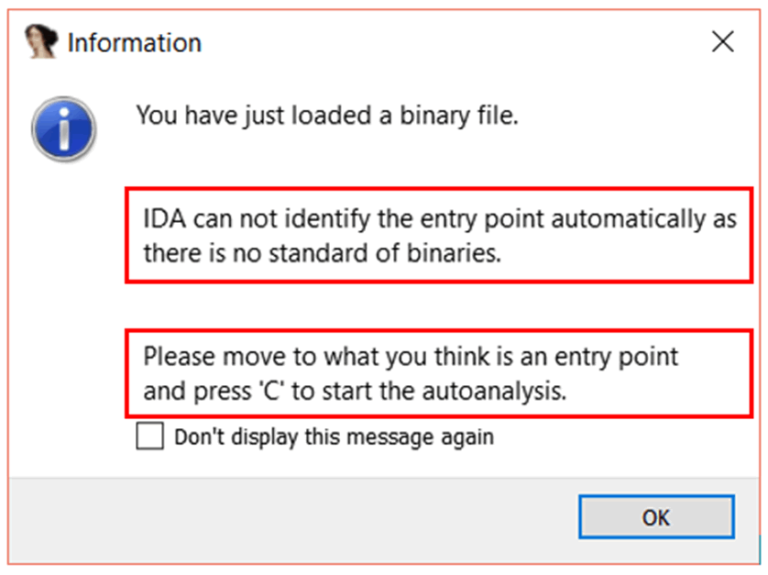 Information
You have just loaded a binary file.
IDA can not identify the entry point automatically as
there is no standard of binaries.
Please move to what you think is an entry point
and press 'C' to start the autoanalysis.
Don't display this message again
OK